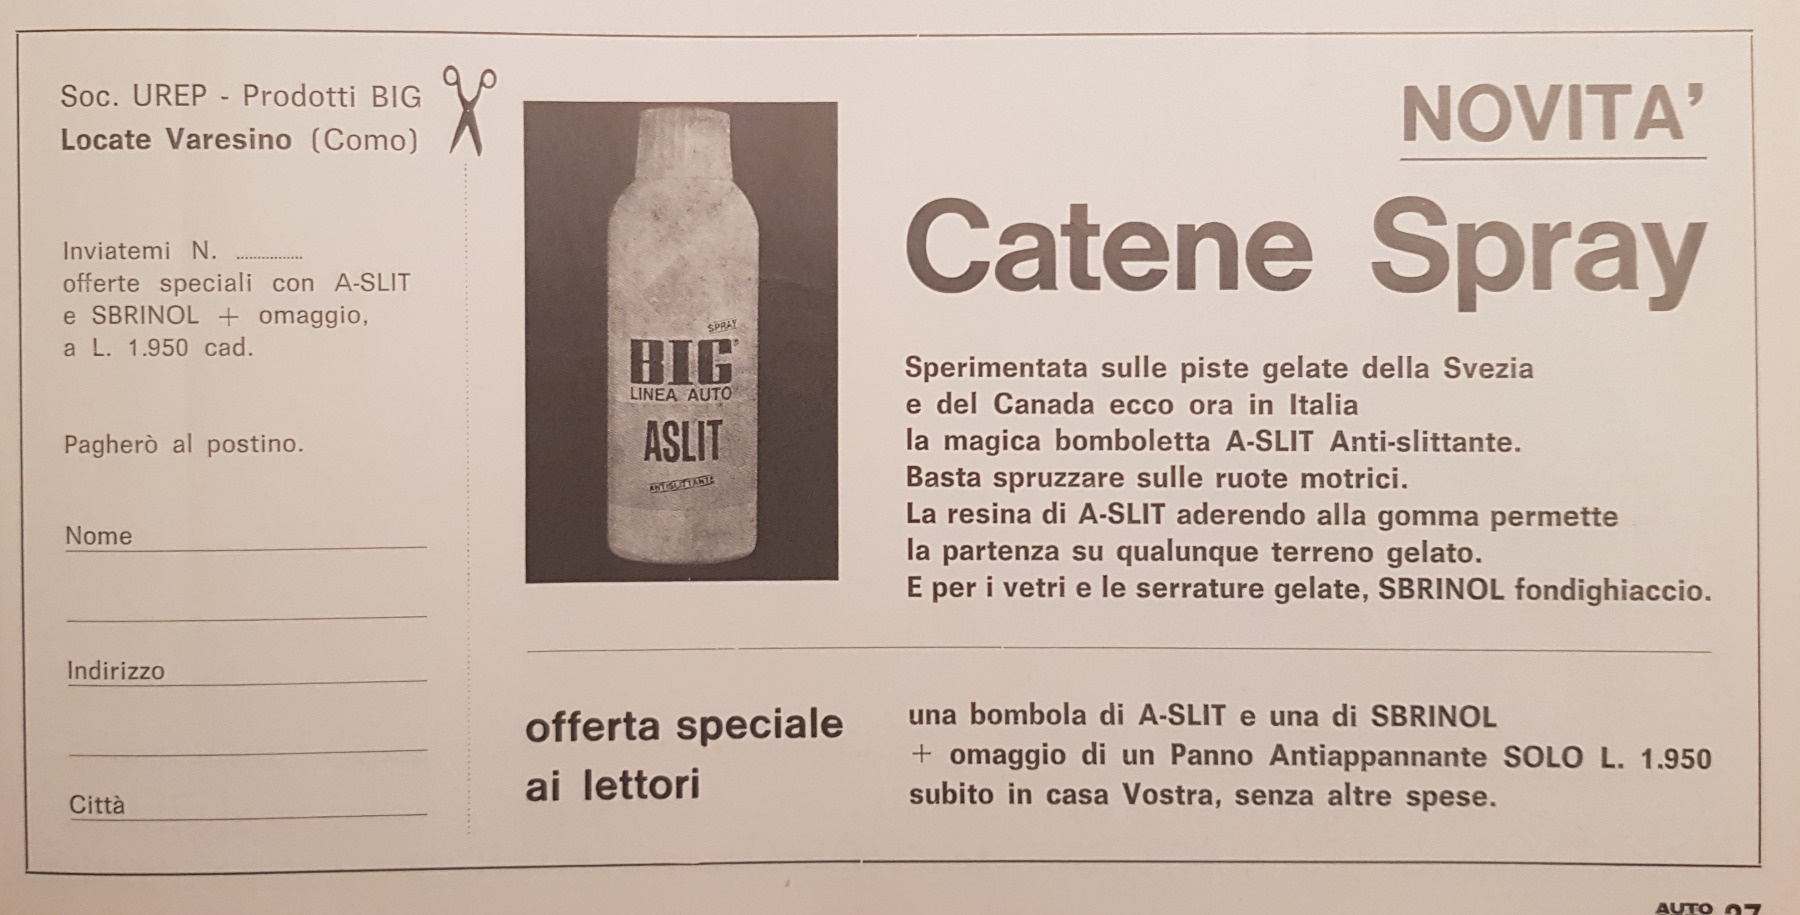 Soc. UREP - Prodotti BIG
Locate Varesino (Como)
Inviatemi N. ................
offerte speciali con A-SLIT
e SBRINOL + omaggio,
a L. 1.950 cad.
Pagherò al postino.
Nome
Indirizzo
Città
SPRAY
BIG
LINEA AUTO
ASLIT
ANTISLITTANTE
NOVITA'
Catene Spray
Sperimentata sulle piste gelate della Svezia
e del Canada ecco ora in Italia
la magica bomboletta A-SLIT Anti-slittante.
Basta spruzzare sulle ruote motrici.
La resina di A-SLIT aderendo alla gomma permette
la partenza su qualunque terreno gelato.
E per i vetri e le serrature gelate, SBRINOL fondighiaccio.
offerta speciale
ai lettori
una bombola di A-SLIT e una di SBRINOL
+ omaggio di un Panno Antiappannante SOLO L. 1.950
subito in casa Vostra, senza altre spese.
AUTO